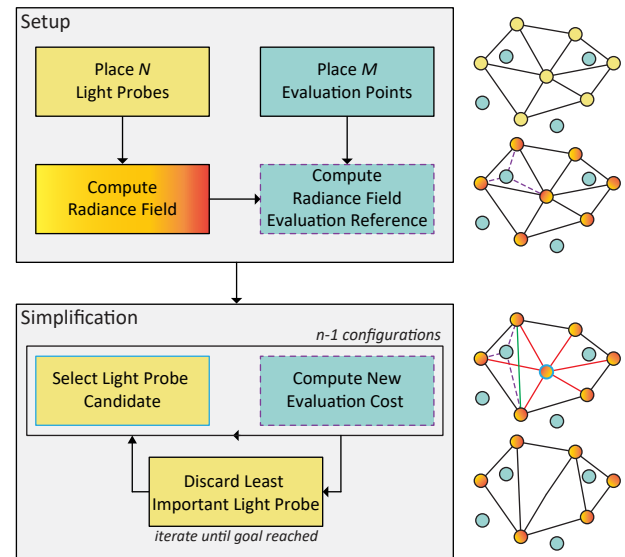 Setup
Place N
Light Probes
Place M
Evaluation Points
Compute
Radiance Field
Compute
Radiance Field
Evaluation Reference
Simplification
n-1 configurations
Select Light Probe
Candidate
Compute New
Evaluation Cost
Discard Least
Important Light Probe
iterate until goal reached